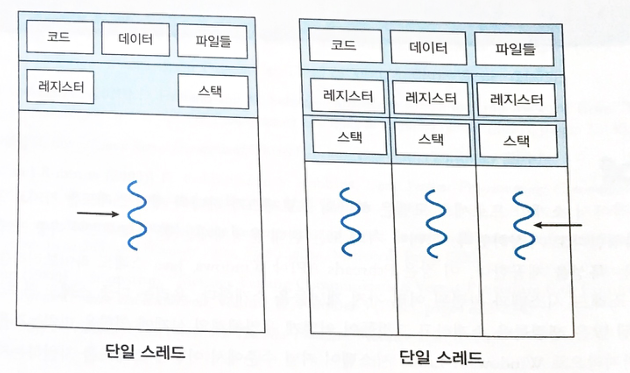 코드 데이터 파일들
레지스터 스택
단일 스레드
코드 데이터 파일들
레지스터 레지스터 레지스터
스택 스택 스택
단일 스레드